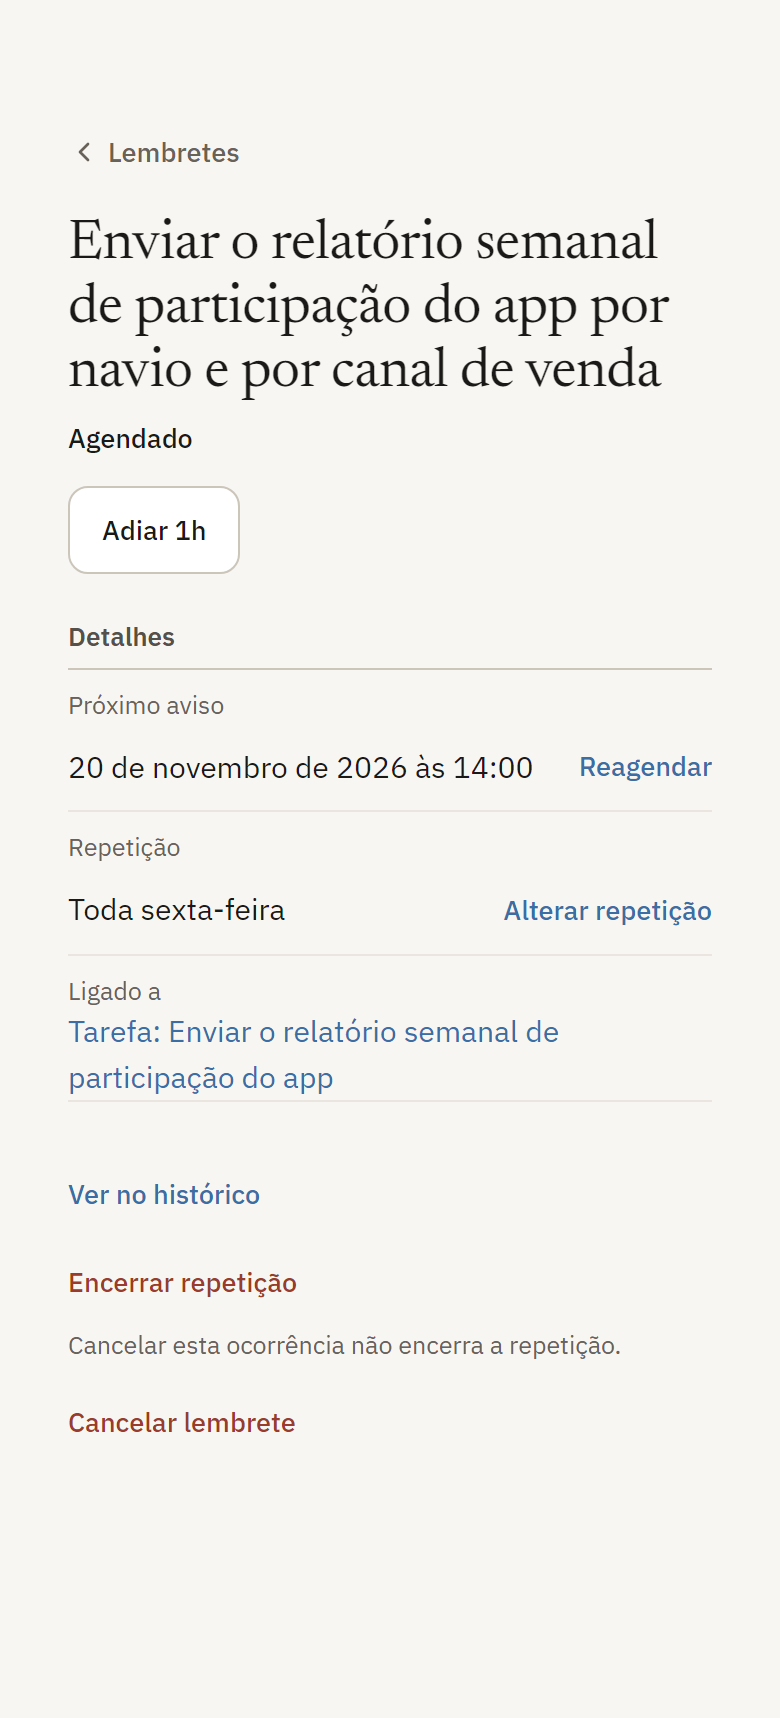 Lembretes
Enviar o relatório semanal
de participação do app por
navio e por canal de venda
Agendado
Adiar 1h
Detalhes
Próximo aviso
20 de novembro de 2026 às 14:00 Reagendar
Repetição
Toda sexta-feira Alterar repetição
Ligado a
Tarefa: Enviar o relatório semanal de
participação do app
Ver no histórico
Encerrar repetição
Cancelar esta ocorrência não encerra a repetição.
Cancelar lembrete